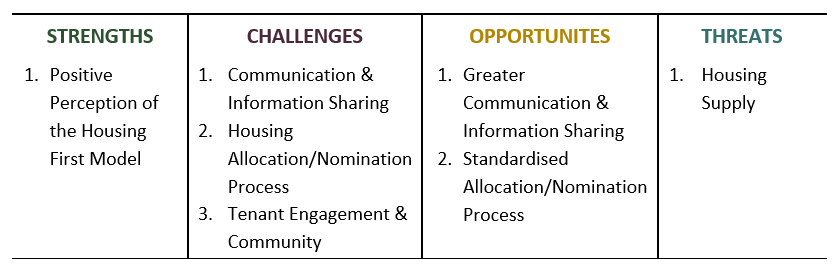 STRENGTHS
1. Positive
Perception of
the Housing
First Model
CHALLENGES
1. Communication &
Information Sharing
2. Housing
Allocation/Nomination
Process
3. Tenant Engagement &
Community
OPPORTUNITES
1. Greater
Communication &
Information Sharing
2. Standardised
Allocation/Nomination
Process
THREATS
1. Housing
Supply